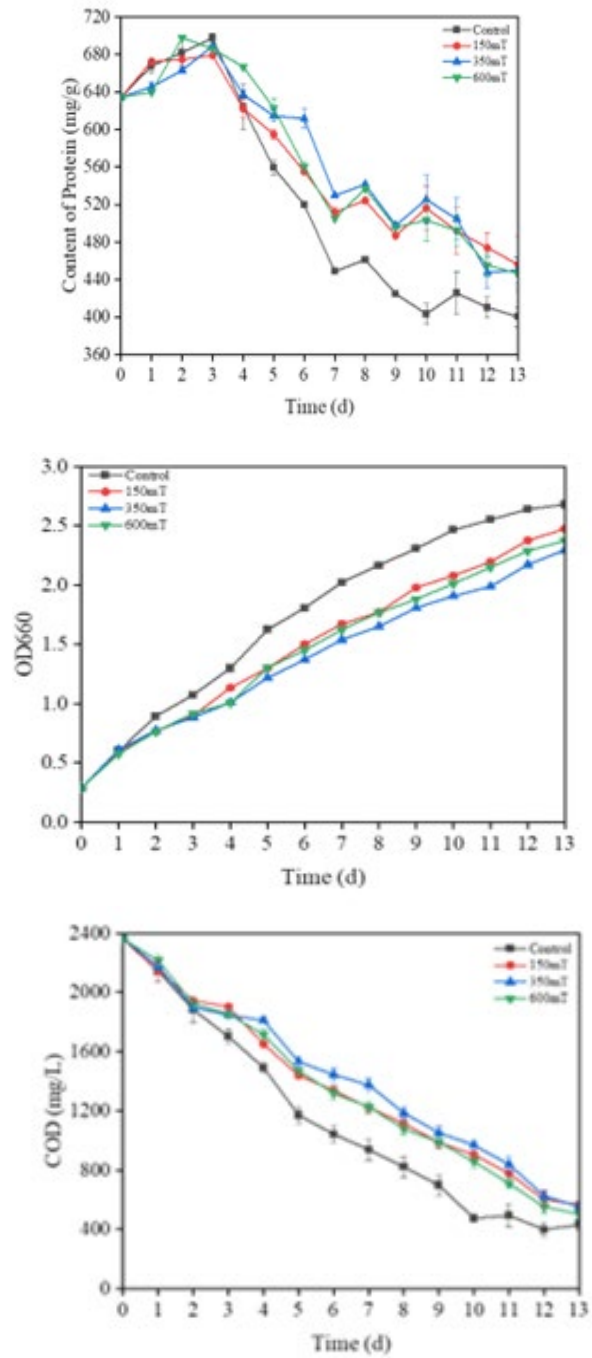 720
680
640
600
560
520
480
440
400
360
Content of Protein (mg/g)
Control
150mT
350mT
600mT
0 1 2 3 4 5 6 7 8 9 10 11 12 13
Time (d)
3.0
2.5
2.0
1.5
1.0
0.5
0.0
OD660
Control
150mT
350mT
600mT
0 1 2 3 4 5 6 7 8 9 10 11 12 13
Time (d)
2400
2000
1600
1200
800
400
0
COD (mg/L)
Control
150mT
350mT
600mT
0 1 2 3 4 5 6 7 8 9 10 11 12 13
Time (d)